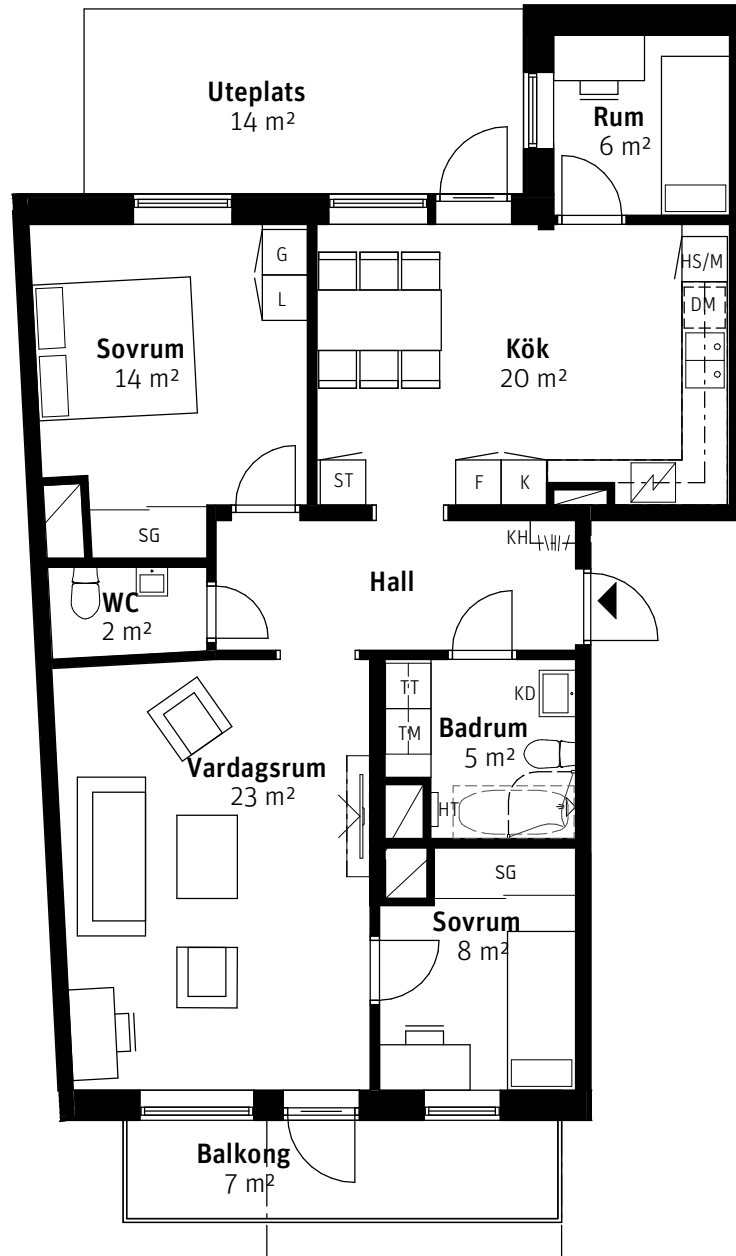 Uteplats
14 m²
Rum
6 m²
G
L
HS/M
DM
Sovrum
14 m²
Kök
20 m²
ST
F
K
SG
KH
Hall
WC
2 m²
TT
TM
KD
Badrum
5 m²
HT
Vardagsrum
23 m²
SG
Sovrum
8 m²
Balkong
7 m²